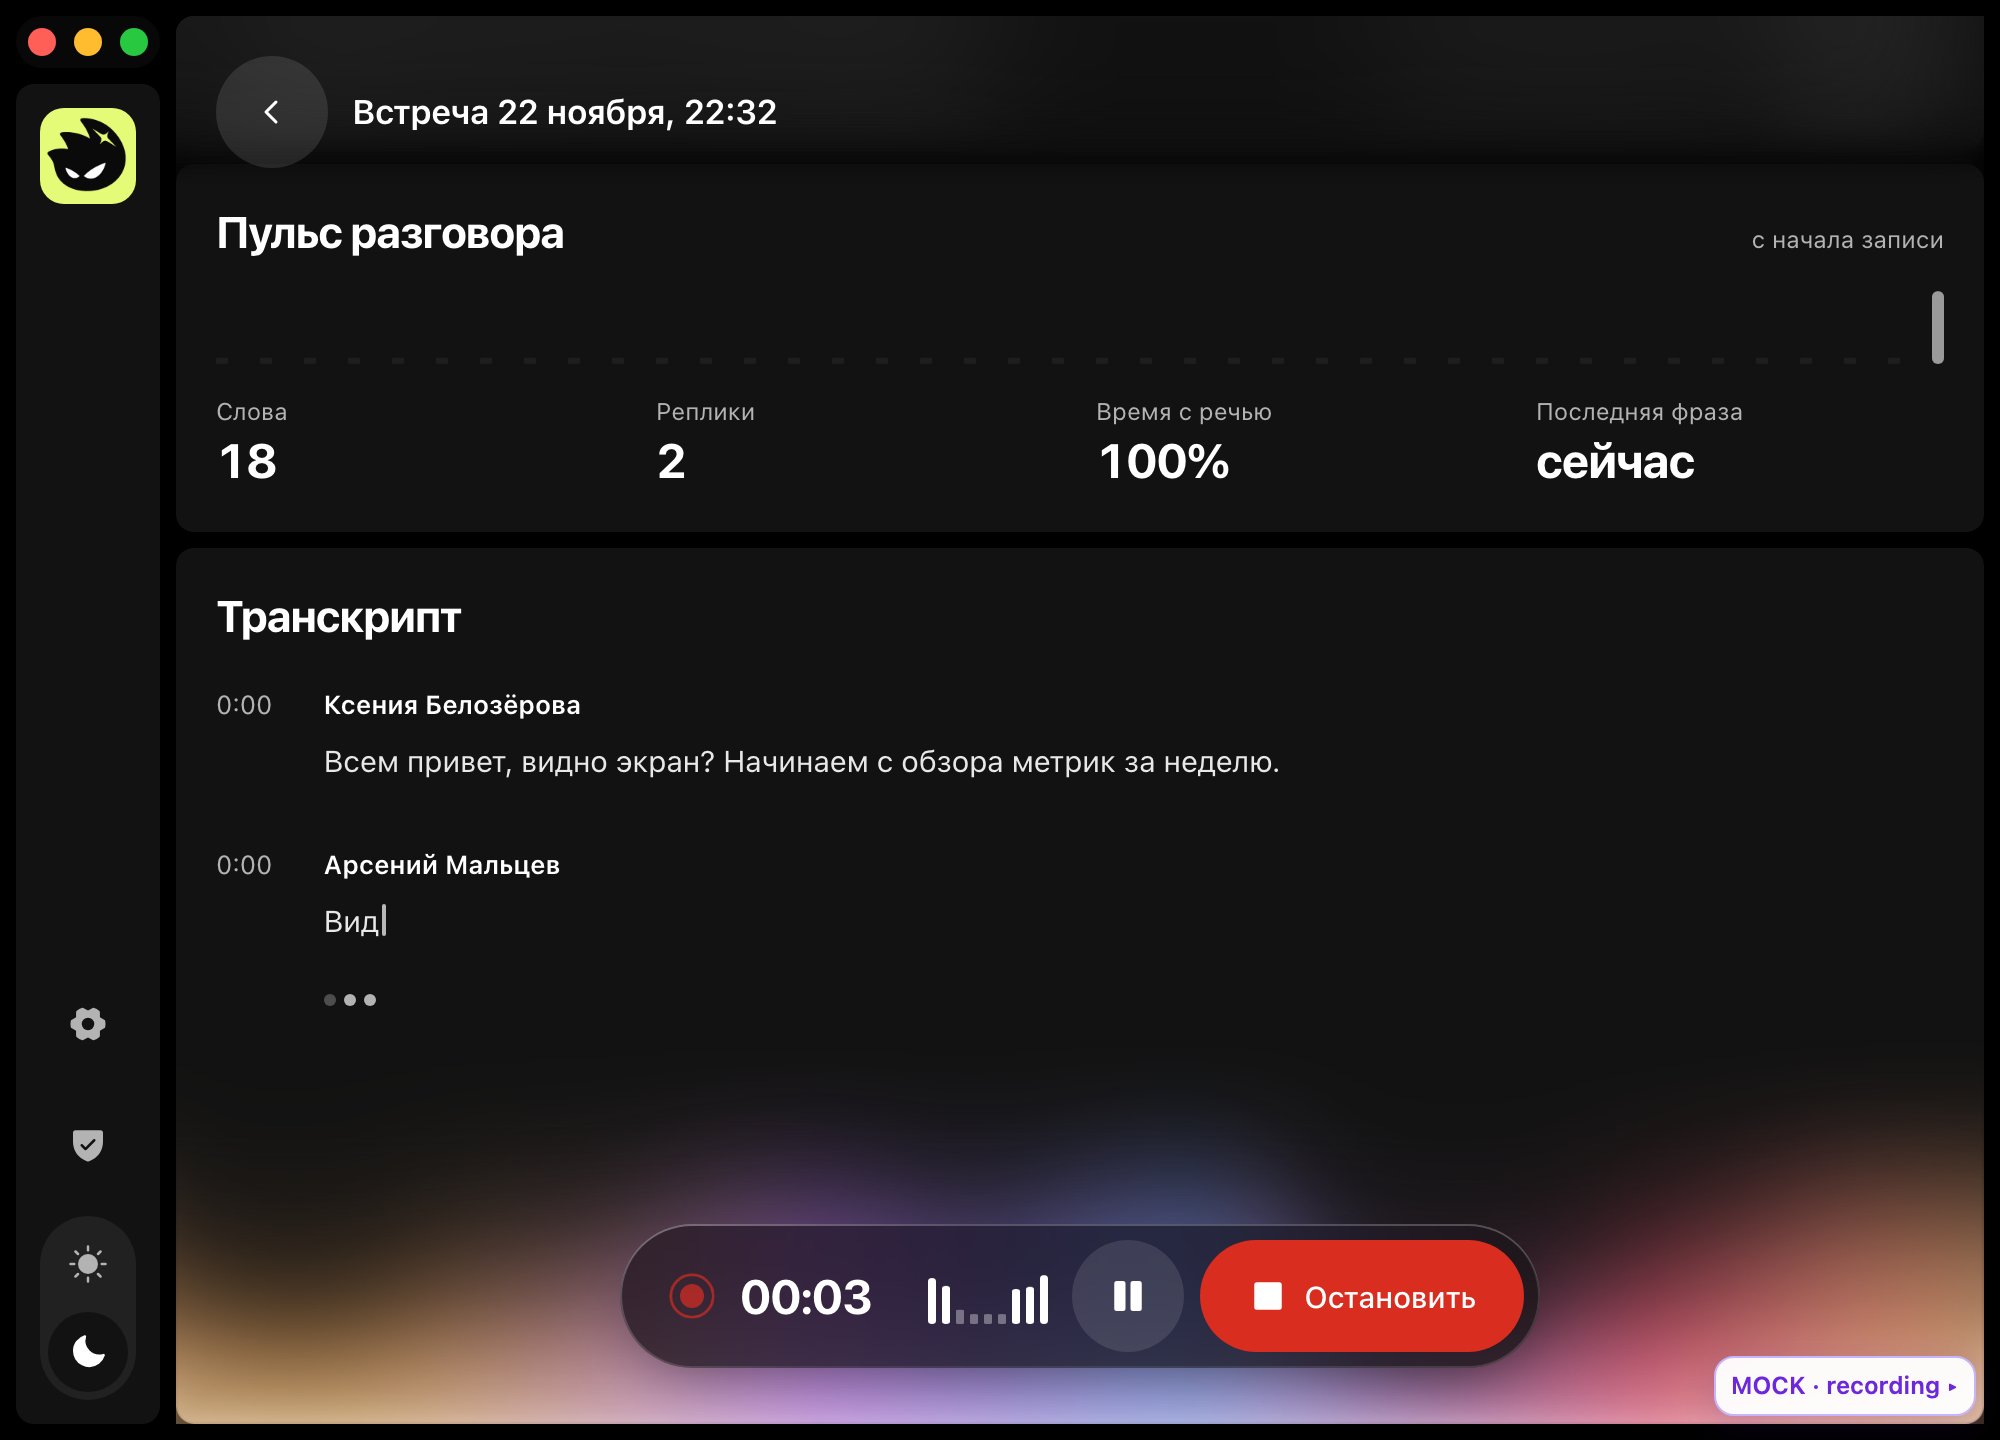 Встреча 22 ноября, 22:32
Пульс разговора
с начала записи
Слова
Реплики
Время с речью
Последняя фраза
18
2
100%
сейчас
Транскрипт
0:00
Ксения Белозёрова
Всем привет, видно экран? Начинаем с обзора метрик за неделю.
0:00
Арсений Мальцев
Вид
00:03
Остановить
MOCK · recording ▸